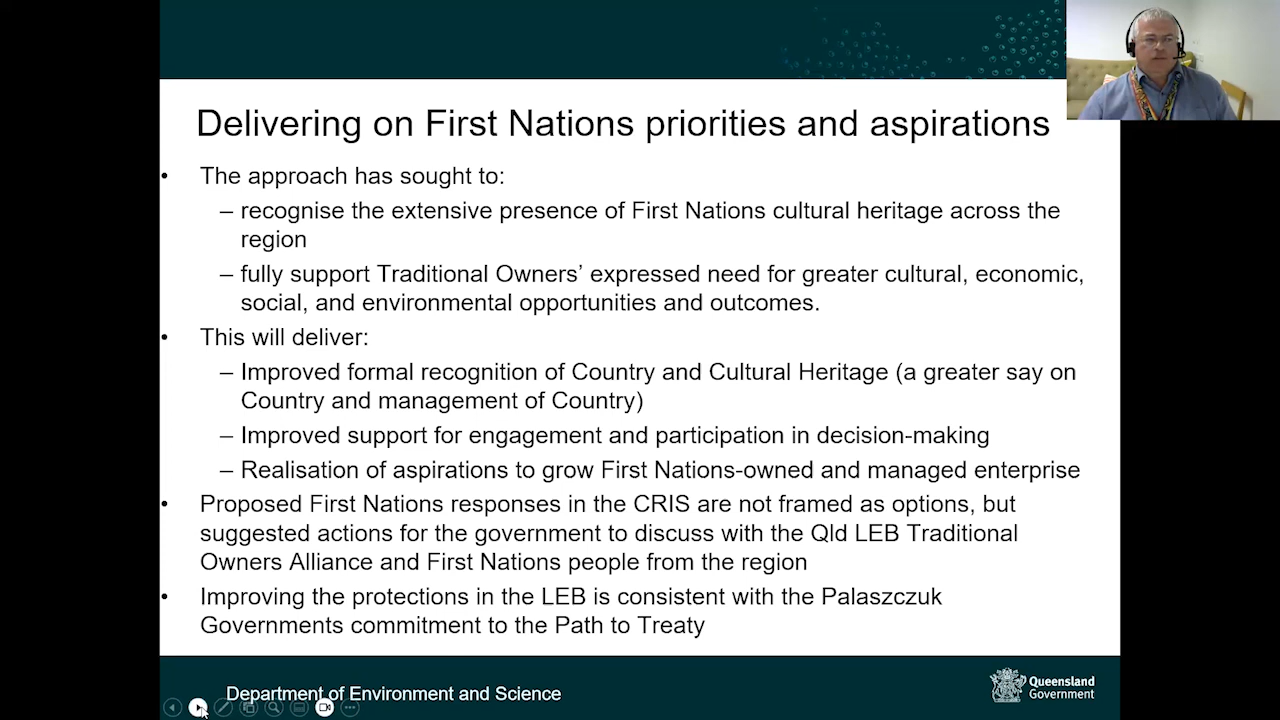 Delivering on First Nations priorities and aspirations
• The approach has sought to:
– recognise the extensive presence of First Nations cultural heritage across the
region
– fully support Traditional Owners’ expressed need for greater cultural, economic,
social, and environmental opportunities and outcomes.
• This will deliver:
– Improved formal recognition of Country and Cultural Heritage (a greater say on
Country and management of Country)
– Improved support for engagement and participation in decision-making
– Realisation of aspirations to grow First Nations-owned and managed enterprise
• Proposed First Nations responses in the CRIS are not framed as options, but
suggested actions for the government to discuss with the Qld LEB Traditional
Owners Alliance and First Nations people from the region
• Improving the protections in the LEB is consistent with the Palaszczuk
Governments commitment to the Path to Treaty
Department of Environment and Science
Queensland
Government